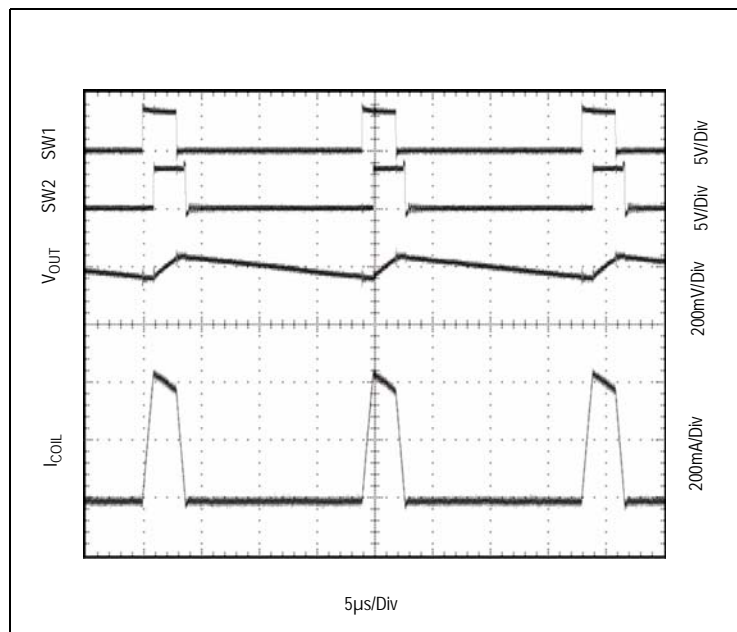 SW1
SW2
VOUT
ICOIL
5V/Div
5V/Div
200mV/Div
200mA/Div
5µs/Div